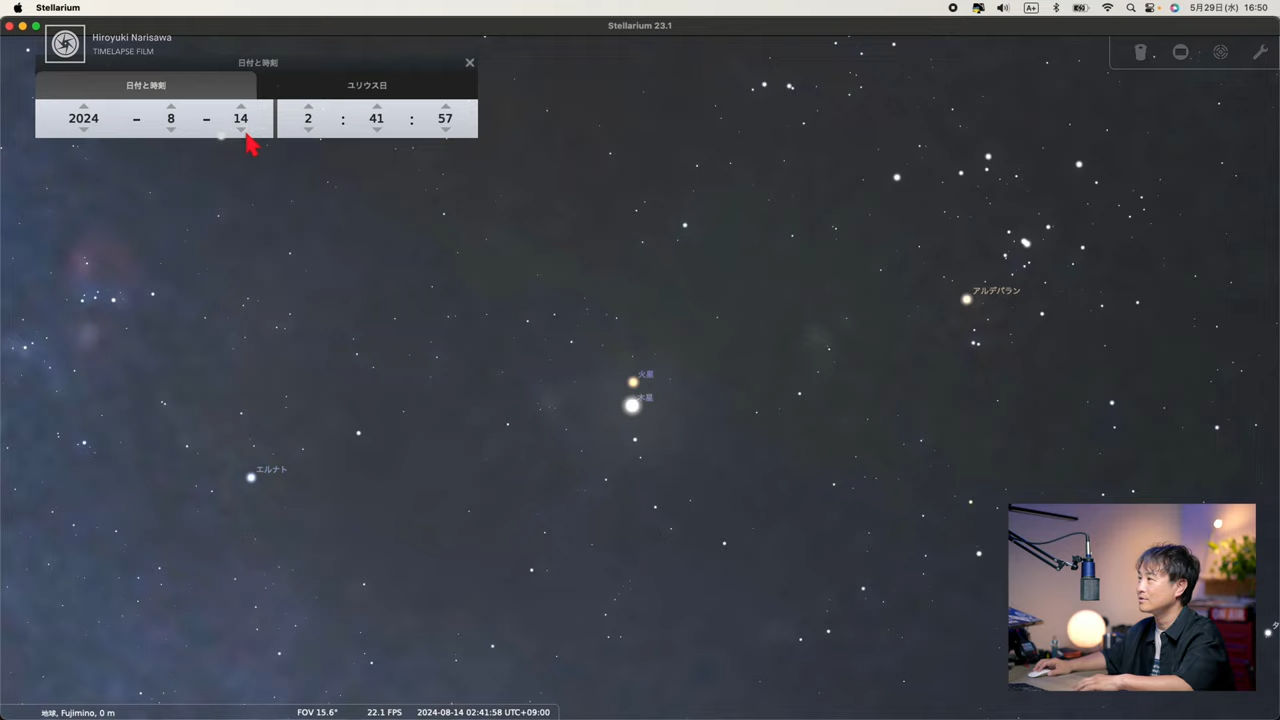 Stellarium
A+
5月29日(水) 16:50
Stellarium 23.1
Hiroyuki Narisawa
TIMELAPSE FILM
日付と時刻
日付と時刻
ユリウス日
2024 - 8 - 14 2 : 41 : 57
アルデバラン
火星
木星
エルナト
タ
地球, Fujimino, 0 m FOV 15.6° 22.1 FPS 2024-08-14 02:41:58 UTC+09:00